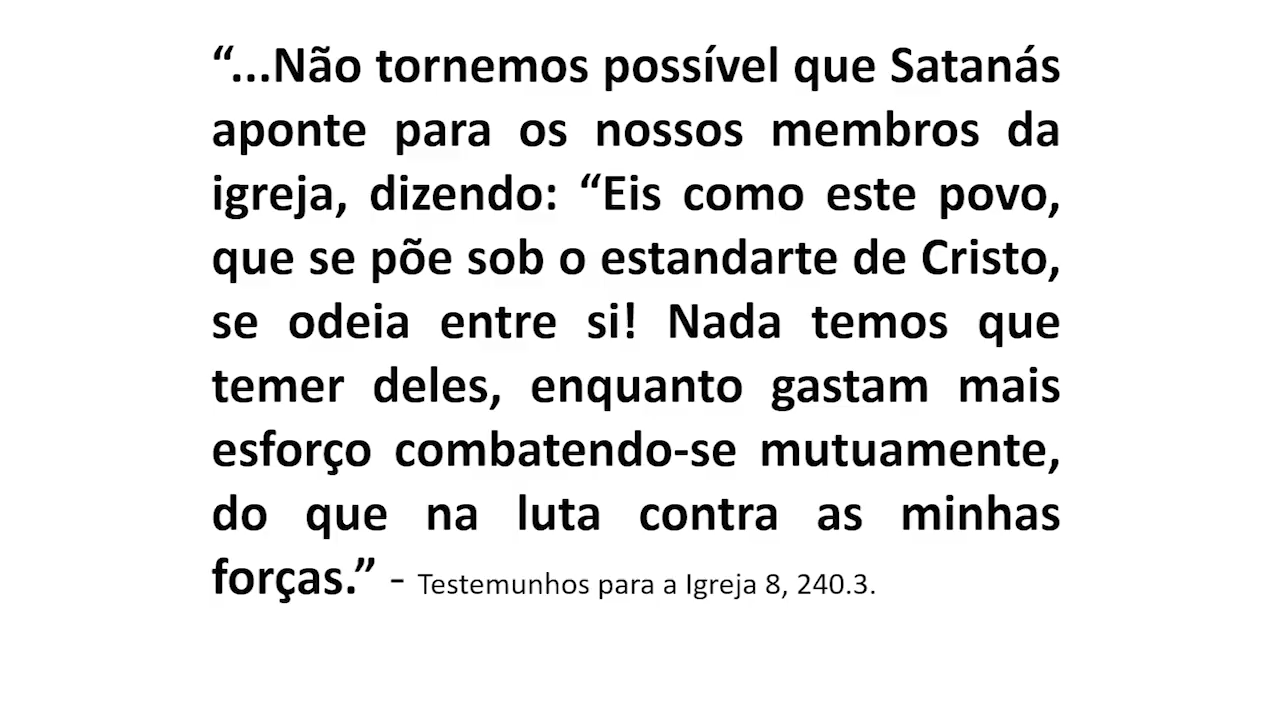 “...Não tornemos possível que Satanás
aponte para os nossos membros da
igreja, dizendo: “Eis como este povo,
que se põe sob o estandarte de Cristo,
se odeia entre si! Nada temos que
temer deles, enquanto gastam mais
esforço combatendo-se mutuamente,
do que na luta contra as minhas
forças.” - Testemunhos para a Igreja 8, 240.3.